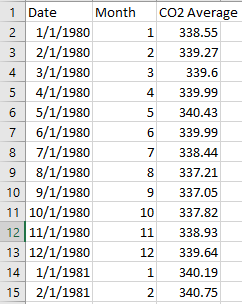 1 Date Month CO2 Average
2 1/1/1980 1 338.55
3 2/1/1980 2 339.27
4 3/1/1980 3 339.6
5 4/1/1980 4 339.99
6 5/1/1980 5 340.43
7 6/1/1980 6 339.99
8 7/1/1980 7 338.44
9 8/1/1980 8 337.21
10 9/1/1980 9 337.05
11 10/1/1980 10 337.82
12 11/1/1980 11 338.93
13 12/1/1980 12 339.64
14 1/1/1981 1 340.19
15 2/1/1981 2 340.75